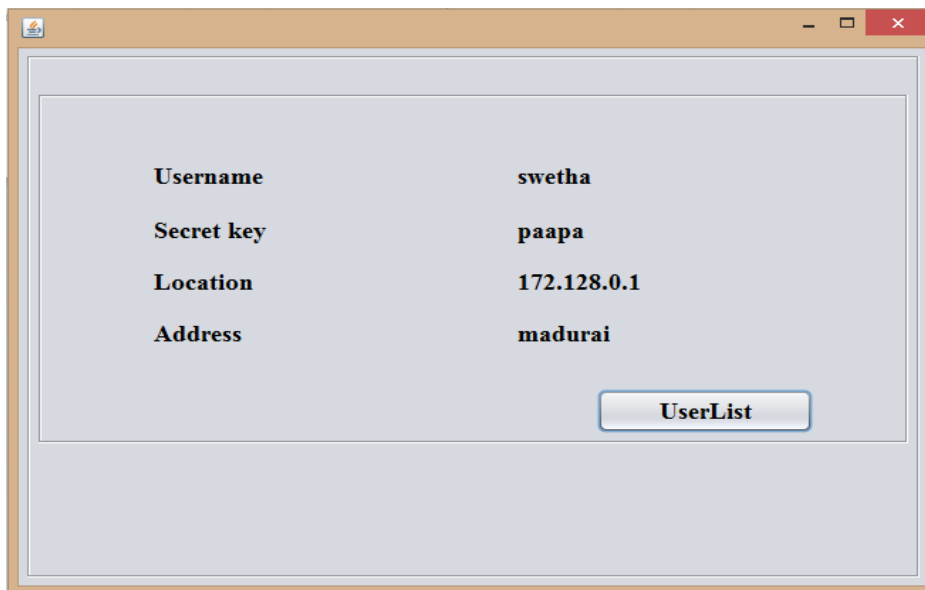 Username swetha
Secret key paapa
Location 172.128.0.1
Address madurai
UserList